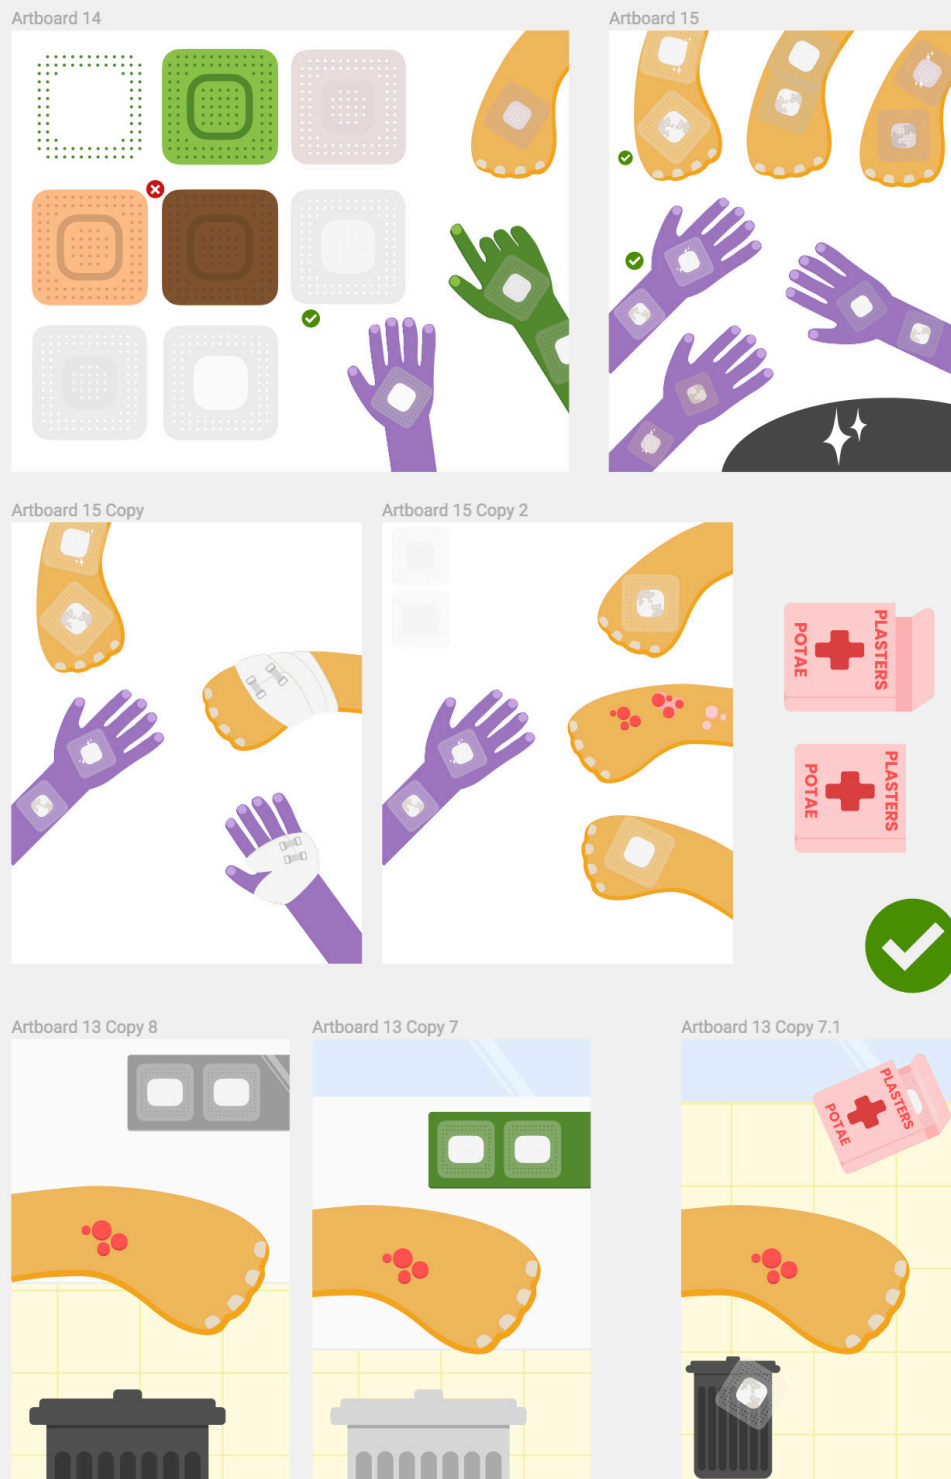 Artboard 14
Artboard 15
Artboard 15 Copy
Artboard 15 Copy 2
POTAE
PLASTERS
POTAE
PLASTERS
Artboard 13 Copy 8
Artboard 13 Copy 7
Artboard 13 Copy 7.1
POTAE
PLASTERS